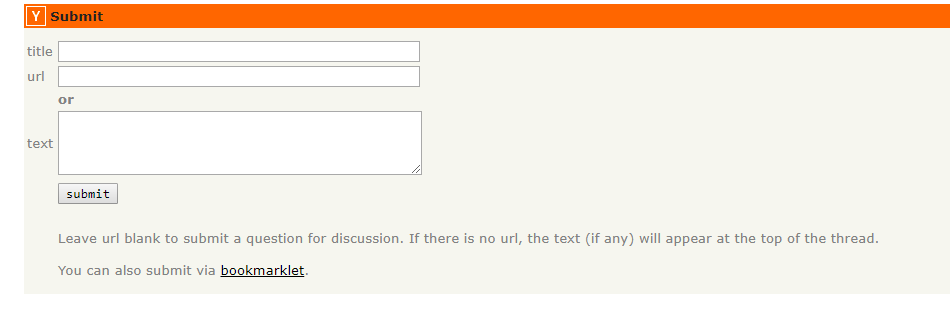 Y Submit
title
url
or
text
submit
Leave url blank to submit a question for discussion. If there is no url, the text (if any) will appear at the top of the thread.
You can also submit via bookmarklet.